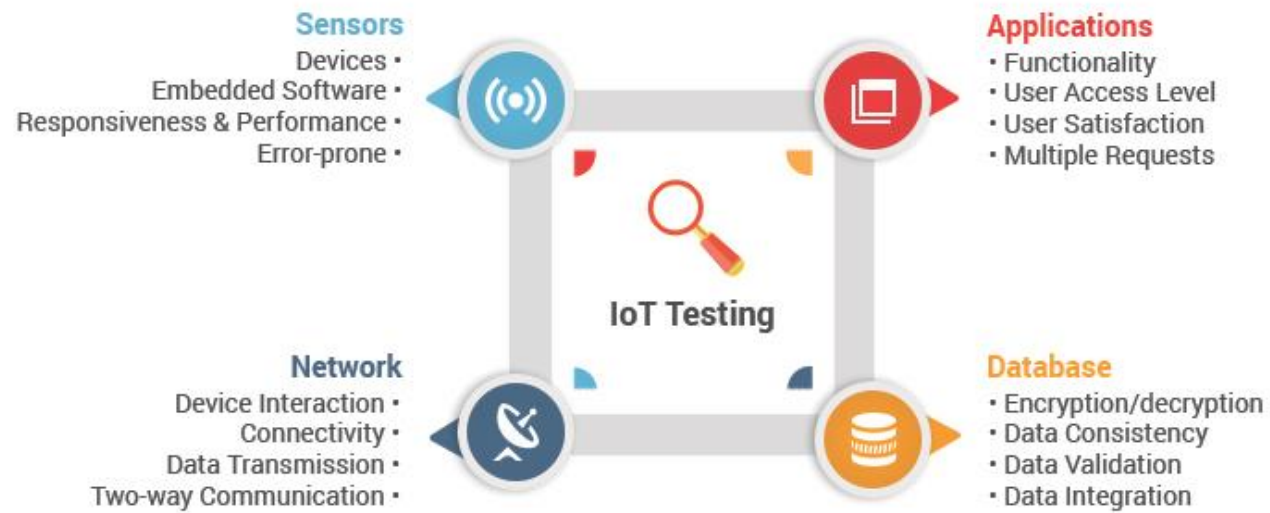 Sensors
Devices •
Embedded Software •
Responsiveness & Performance •
Error-prone •
Applications
• Functionality
• User Access Level
• User Satisfaction
• Multiple Requests
IoT Testing
Network
Device Interaction •
Connectivity •
Data Transmission •
Two-way Communication •
Database
• Encryption/decryption
• Data Consistency
• Data Validation
• Data Integration